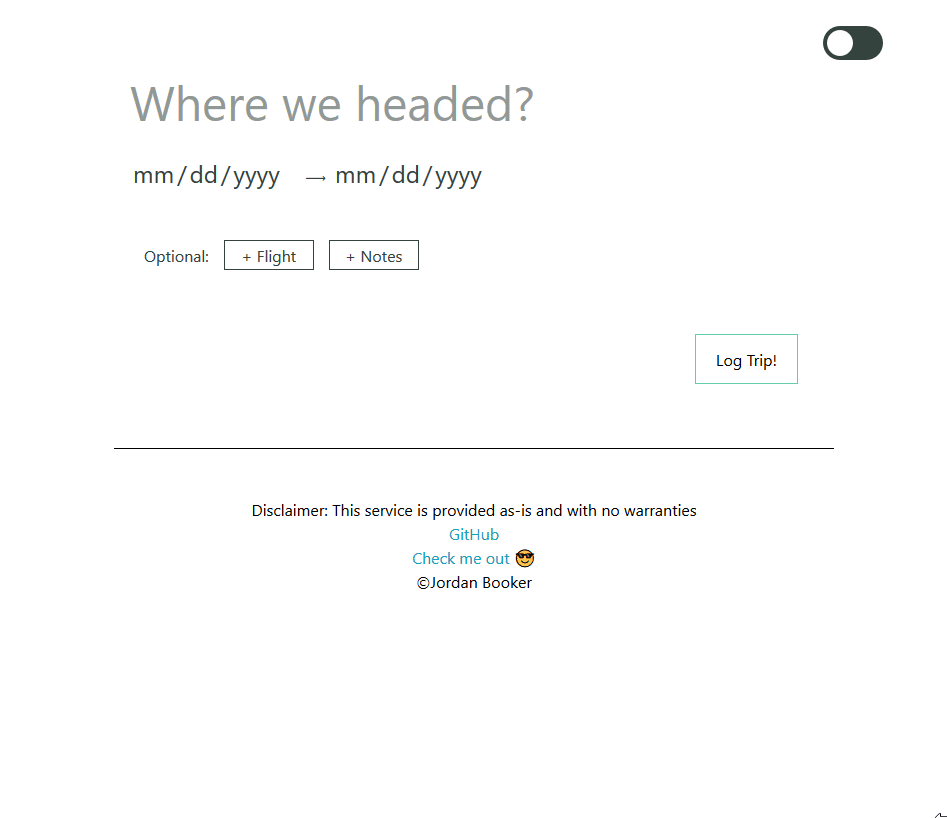 Where we headed?
mm/dd/yyyy → mm/dd/yyyy
Optional: + Flight + Notes
Log Trip!
Disclaimer: This service is provided as-is and with no warranties
GitHub
Check me out 😎
©Jordan Booker